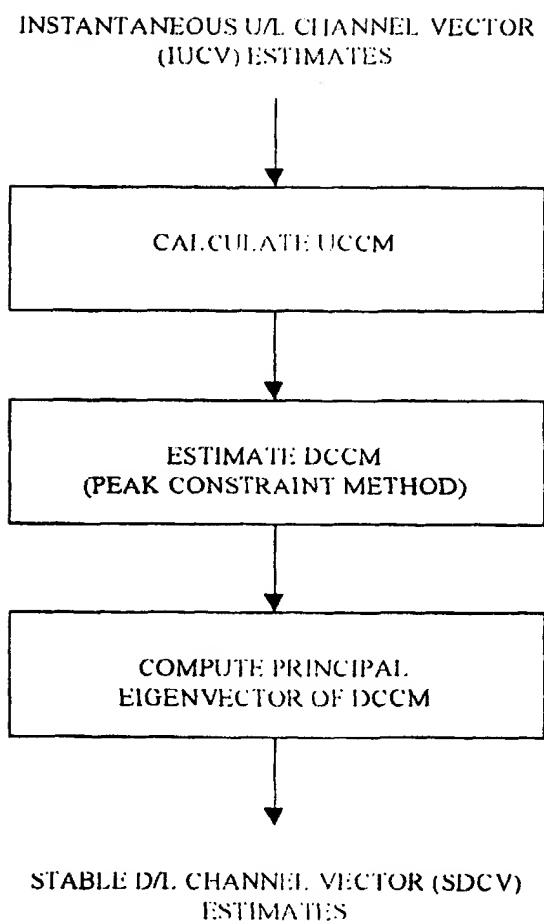 INSTANTANEOUS U/L CHANNEL VECTOR
(IUCV) ESTIMATES
CALCULATE UCCM
ESTIMATE DCCM
(PEAK CONSTRAINT METHOD)
COMPUTE PRINCIPAL
EIGENVECTOR OF DCCM
STABLE D/L CHANNEL VECTOR (SDCV)
ESTIMATES